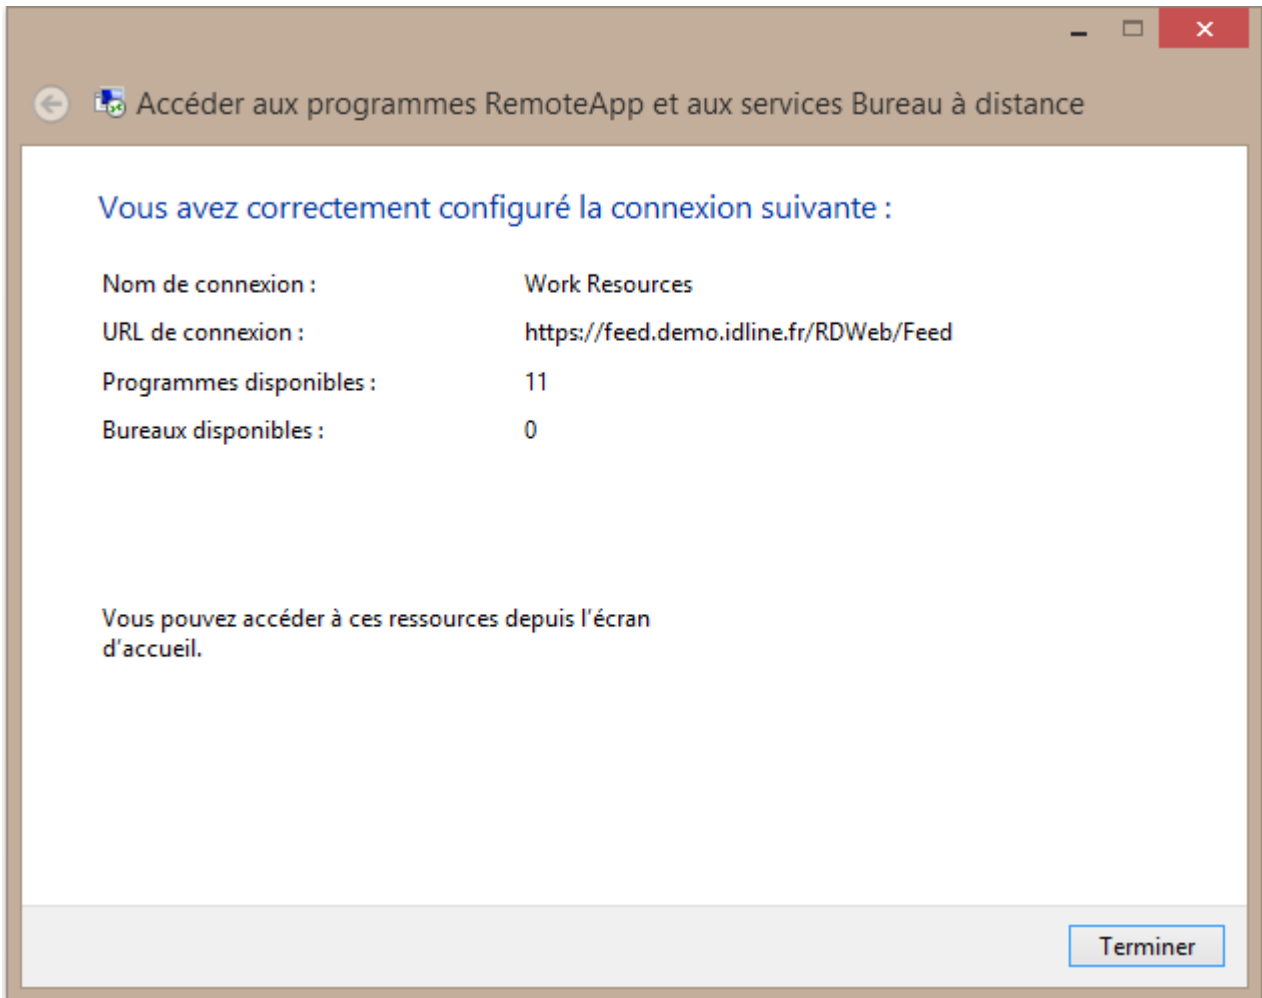 Accéder aux programmes RemoteApp et aux services Bureau à distance
Vous avez correctement configuré la connexion suivante :
Nom de connexion : Work Resources
URL de connexion : https://feed.demo.idline.fr/RDWeb/Feed
Programmes disponibles : 11
Bureaux disponibles : 0
Vous pouvez accéder à ces ressources depuis l'écran
d'accueil.
Terminer